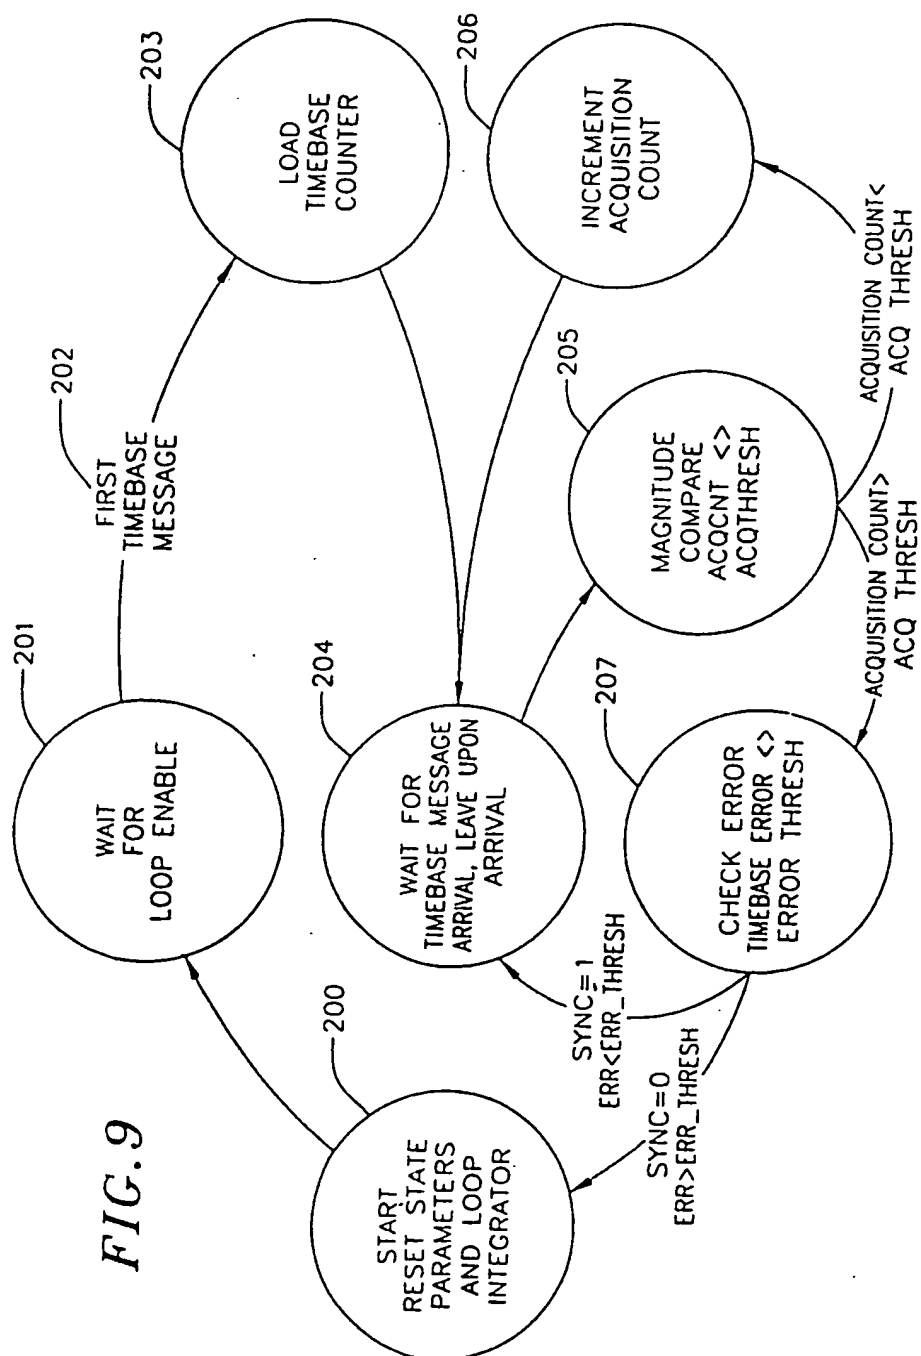 FIG.9
START
RESET STATE
PARAMETERS
AND LOOP
INTEGRATOR
200
WAIT
FOR
LOOP ENABLE
201
FIRST
TIMEBASE
MESSAGE
202
LOAD
TIMEBASE
COUNTER
203
WAIT FOR
TIMEBASE MESSAGE
ARRIVAL, LEAVE UPON
ARRIVAL
204
MAGNITUDE
COMPARE
ACQCNT <>
ACQTHRESH
205
INCREMENT
ACQUISITION
COUNT
206
CHECK ERROR
TIMEBASE ERROR <>
ERROR THRESH
207
SYNC=1
ERR<ERR_THRESH
SYNC=0
ERR>ERR_THRESH
ACQUISITION COUNT>
ACQ THRESH
ACQUISITION COUNT<
ACQ THRESH